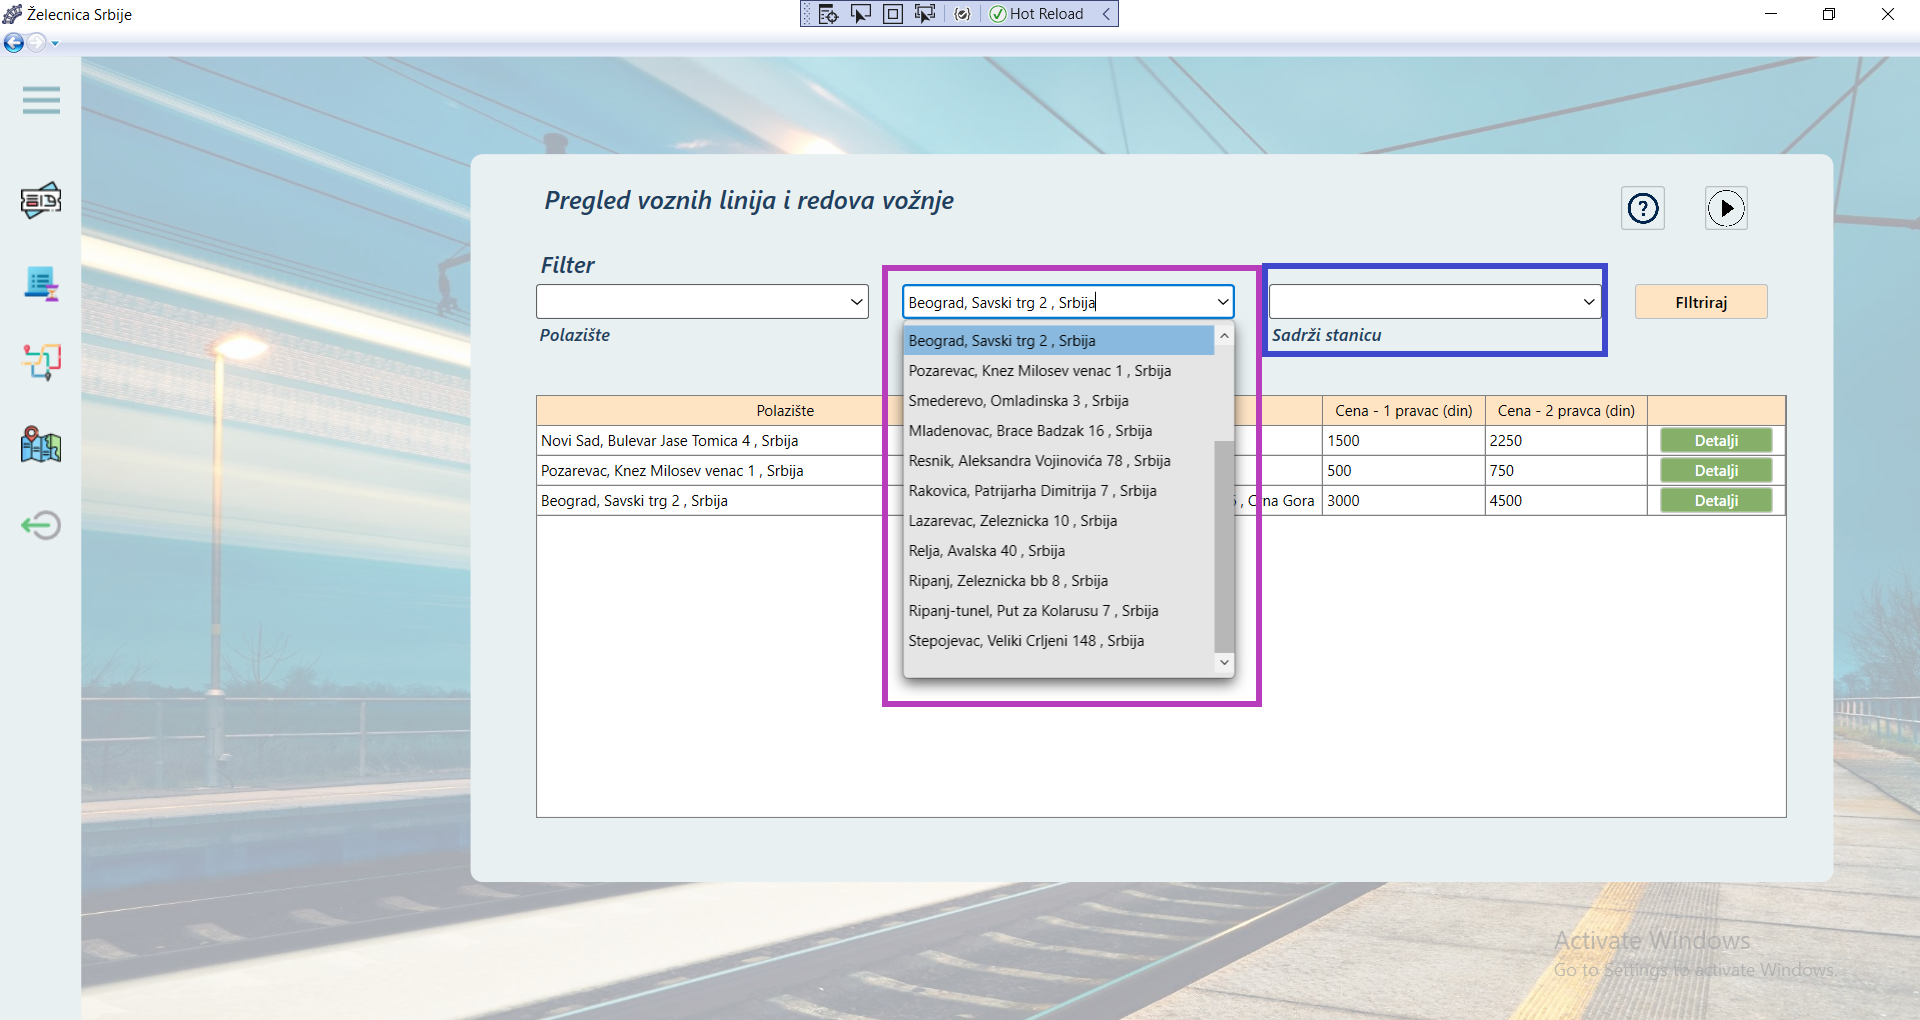 Želecnica Srbije
Hot Reload
Pregled voznih linija i redova vožnje
Filter
Beograd, Savski trg 2 , Srbija
FIltriraj
Polazište
Sadrži stanicu
Beograd, Savski trg 2 , Srbija
Pozarevac, Knez Milosev venac 1 , Srbija
Smederevo, Omladinska 3 , Srbija
Mladenovac, Brace Badzak 16 , Srbija
Resnik, Aleksandra Vojinovića 78 , Srbija
Rakovica, Patrijarha Dimitrija 7 , Srbija
Lazarevac, Zeleznicka 10 , Srbija
Relja, Avalska 40 , Srbija
Ripanj, Zeleznicka bb 8 , Srbija
Ripanj-tunel, Put za Kolarusu 7 , Srbija
Stepojevac, Veliki Crljeni 148 , Srbija
Polazište Cena - 1 pravac (din) Cena - 2 pravca (din)
Novi Sad, Bulevar Jase Tomica 4 , Srbija 1500 2250 Detalji
Pozarevac, Knez Milosev venac 1 , Srbija 500 750 Detalji
Beograd, Savski trg 2 , Srbija , Crna Gora 3000 4500 Detalji
Activate Windows
Go to Settings to activate Windows.